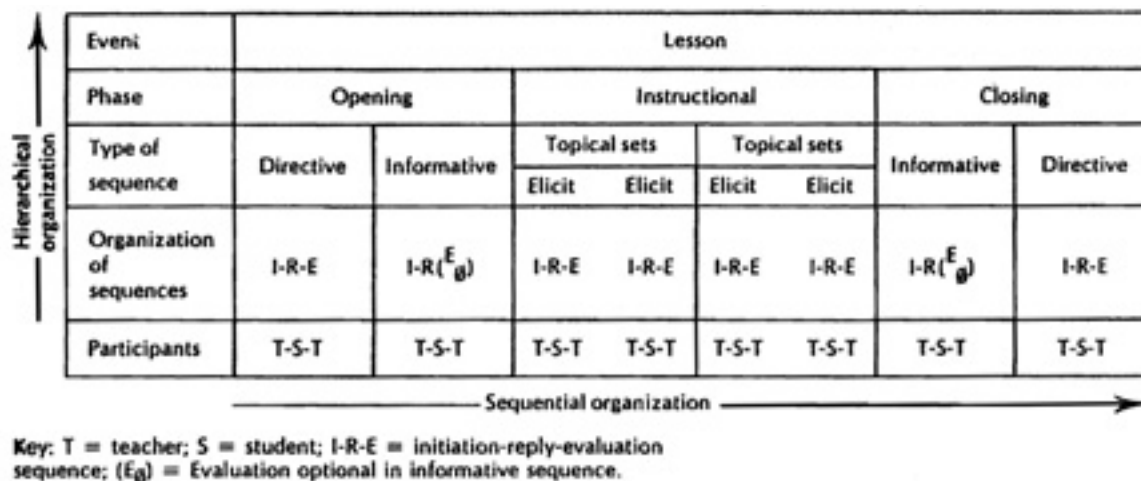 Hierarchical organization
Event Lesson
Phase Opening Instructional Closing
Type of sequence Directive Informative Topical sets Topical sets Informative Directive
Elicit Elicit Elicit Elicit
Organization of sequences I-R-E I-R(E Ø) I-R-E I-R-E I-R-E I-R-E I-R(E Ø) I-R-E
Participants T-S-T T-S-T T-S-T T-S-T T-S-T T-S-T T-S-T T-S-T
Sequential organization
Key: T = teacher; S = student; I-R-E = initiation-reply-evaluation
sequence; (EØ) = Evaluation optional in informative sequence.